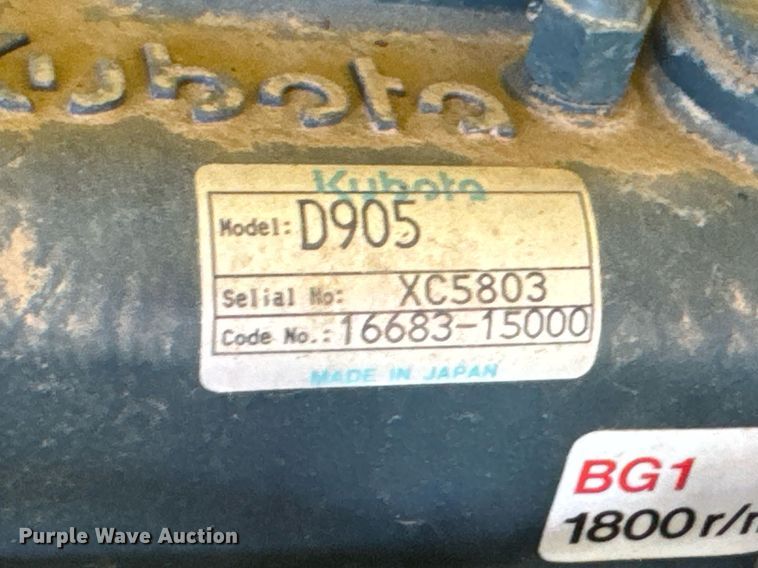 Kubota
Kubota
Model: D905
Selial No: XC5803
Code No.: 16683-15000
MADE IN JAPAN
BG1
1800r/m
Purple Wave Auction